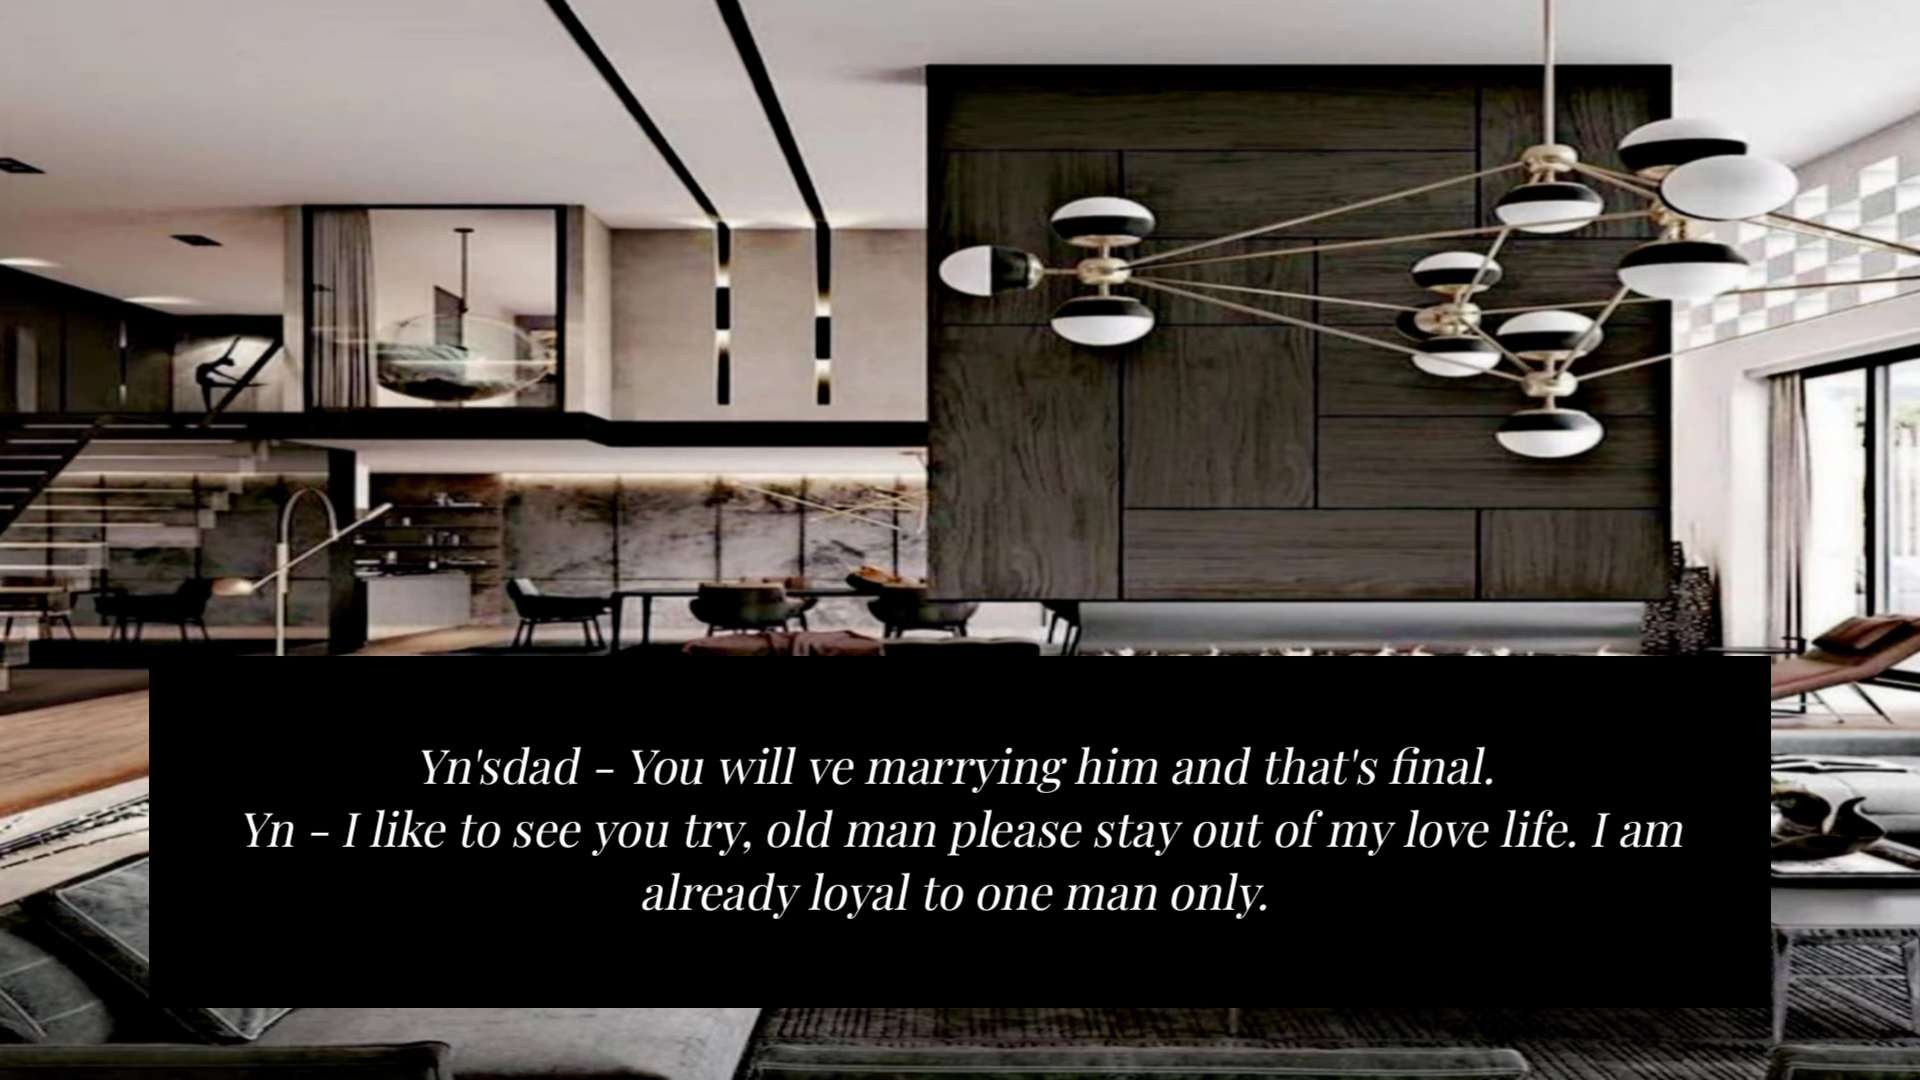 Yn'sdad - You will ve marrying him and that's final.
Yn - I like to see you try, old man please stay out of my love life. I am
already loyal to one man only.